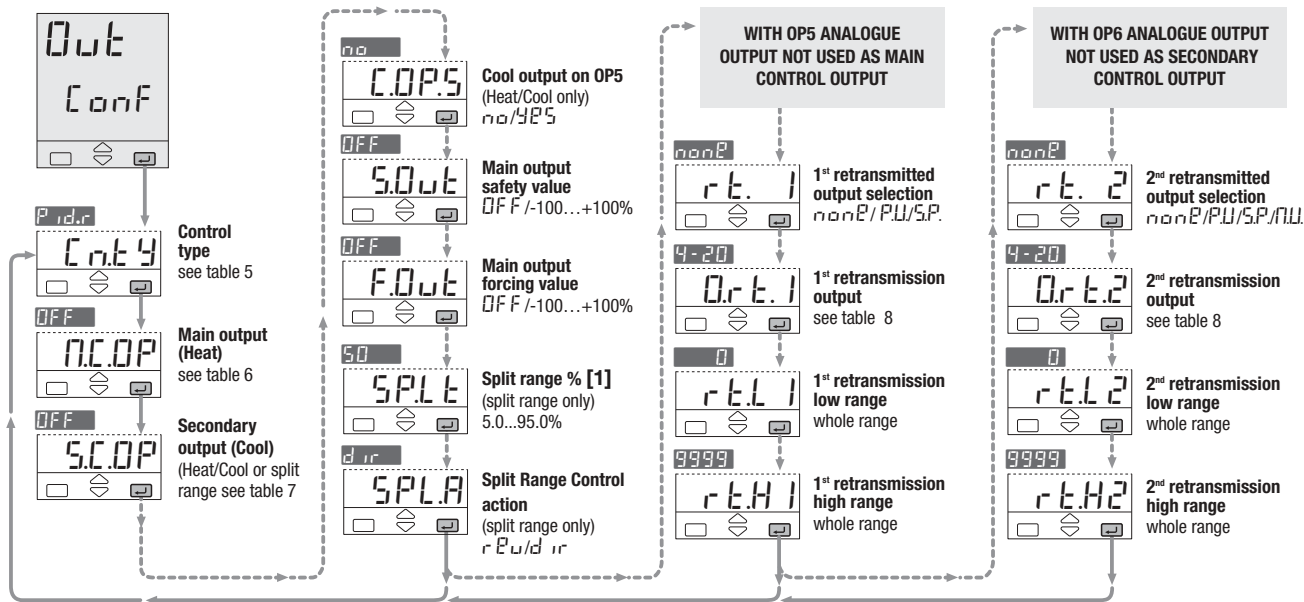 Out
ConF
Pid.r
Cn.tY
Control
type
see table 5
OFF
M.C.OP
Main output
(Heat)
see table 6
OFF
S.C.OP
Secondary
output (Cool)
(Heat/Cool or split
range see table 7
no
C.OP.5
Cool output on OP5
(Heat/Cool only)
no/YES
OFF
S.Out
Main output
safety value
OFF /-100…+100%
OFF
F.Out
Main output
forcing value
OFF /-100…+100%
50
SP.Lt
Split range % [1]
(split range only)
5.0...95.0%
dir
SPL.A
Split Range Control
action
(split range only)
rev/dir
WITH OP5 ANALOGUE
OUTPUT NOT USED AS MAIN
CONTROL OUTPUT
none
rt. 1
1st retransmitted
output selection
none/P.V/S.P.
4-20
O.rt.1
1st retransmission
output
see table 8
0
rt.L 1
1st retransmission
low range
whole range
9999
rt.H 1
1st retransmission
high range
whole range
WITH OP6 ANALOGUE OUTPUT
NOT USED AS SECONDARY
CONTROL OUTPUT
none
rt. 2
2nd retransmitted
output selection
none/P.V/S.P./M.V.
4-20
O.rt.2
2nd retransmission
output
see table 8
0
rt.L2
2nd retransmission
low range
whole range
9999
rt.H2
2nd retransmission
high range
whole range